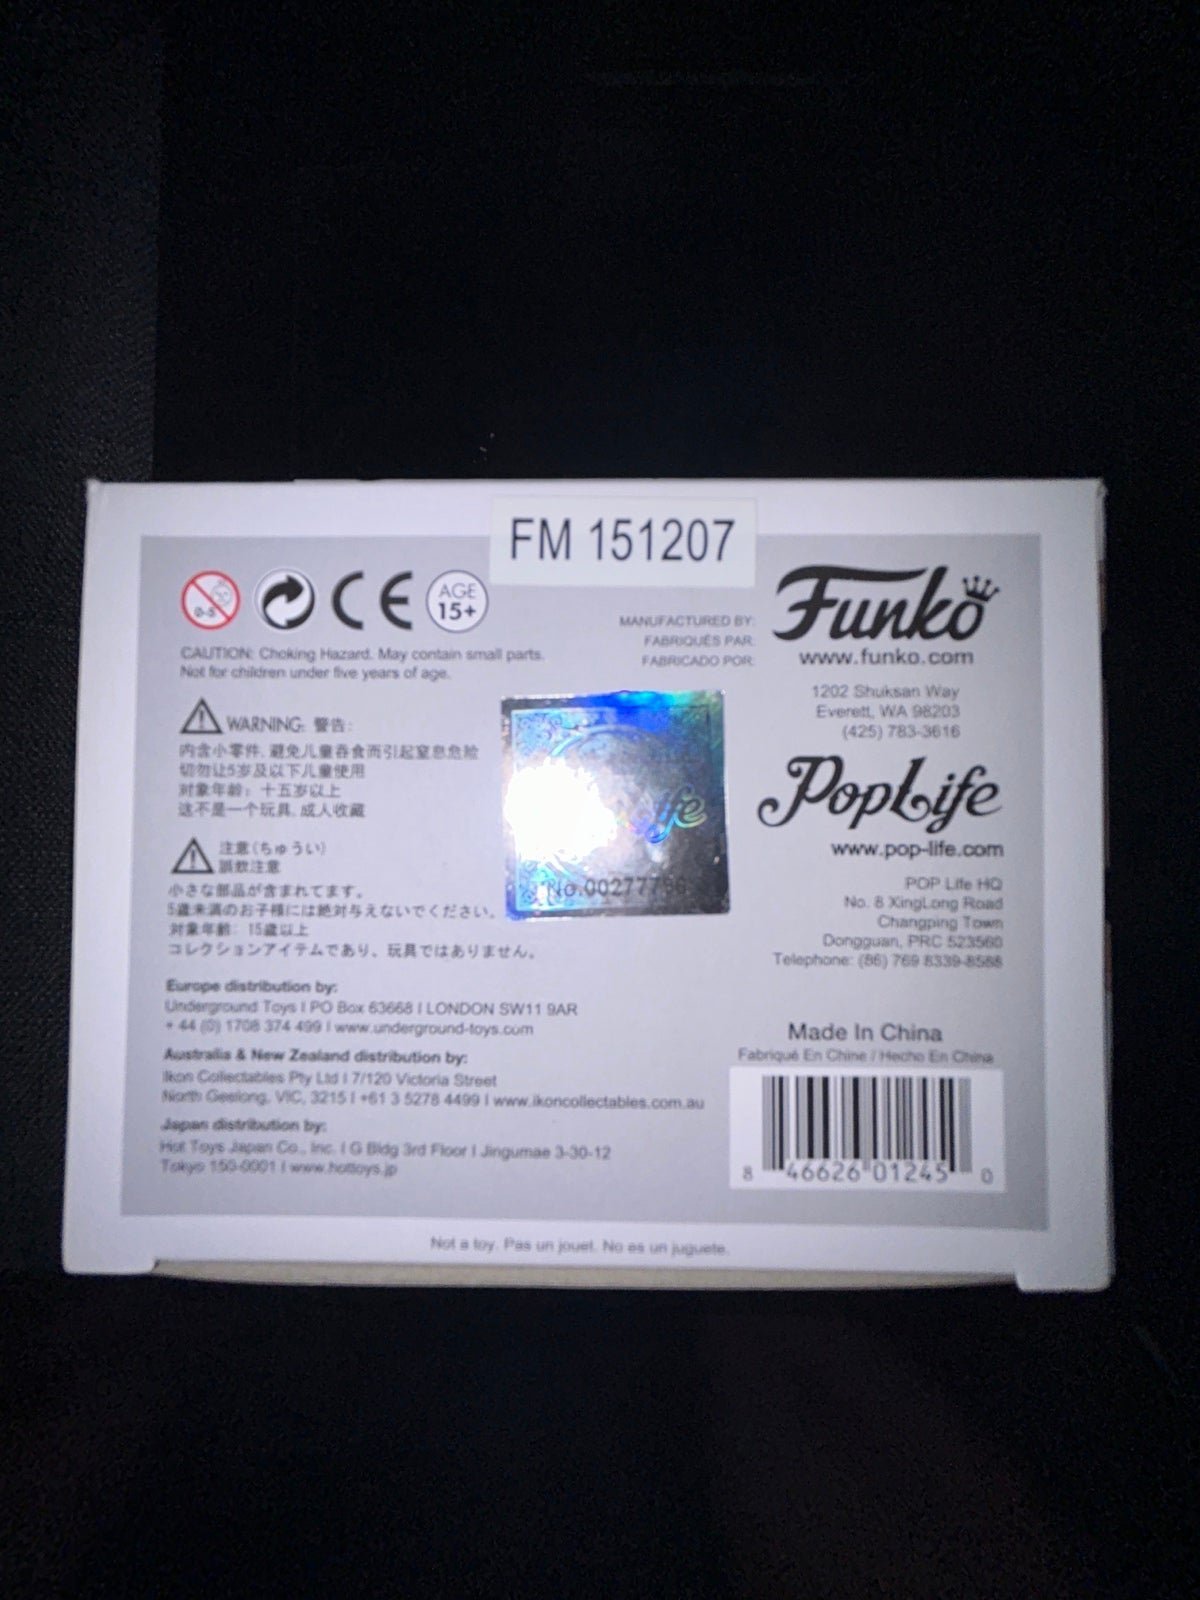 FM 151207
0-5
CE
AGE
15+
CAUTION: Choking Hazard. May contain small parts.
Not for children under five years of age.
WARNING: 警告:
内含小零件, 避免儿童吞食而引起窒息危险
切勿让5岁及以下儿童使用
对象年龄: 十五岁以上
这不是一个玩具, 成人收藏
注意(ちゅうい)
誤飲注意
小さな部品が含まれてます。
5歳未満のお子様には絶対与えないでください。
対象年齢: 15歳以上
コレクションアイテムであり、玩具ではありません。
Europe distribution by:
Underground Toys | PO Box 63668 | LONDON SW11 9AR
+ 44 (0) 1708 374 499 | www.underground-toys.com
Australia & New Zealand distribution by:
Ikon Collectables Pty Ltd | 7/120 Victoria Street
North Geelong, VIC, 3215 | +61 3 5278 4499 | www.ikoncollectables.com.au
Japan distribution by:
Hot Toys Japan Co., Inc. | G Bldg 3rd Floor | Jingumae 3-30-12
Tokyo 150-0001 | www.hottoys.jp
MANUFACTURED BY:
FABRIQUÉS PAR:
FABRICADO POR:
Funko
www.funko.com
1202 Shuksan Way
Everett, WA 98203
(425) 783-3616
PopLife
www.pop-life.com
POP Life HQ
No. 8 XingLong Road
Changping Town
Dongguan, PRC 523560
Telephone: (86) 769 8339-8588
Made In China
Fabriqué En Chine / Hecho En China
8 46626 01245 0
Not a toy. Pas un jouet. No es un juguete.